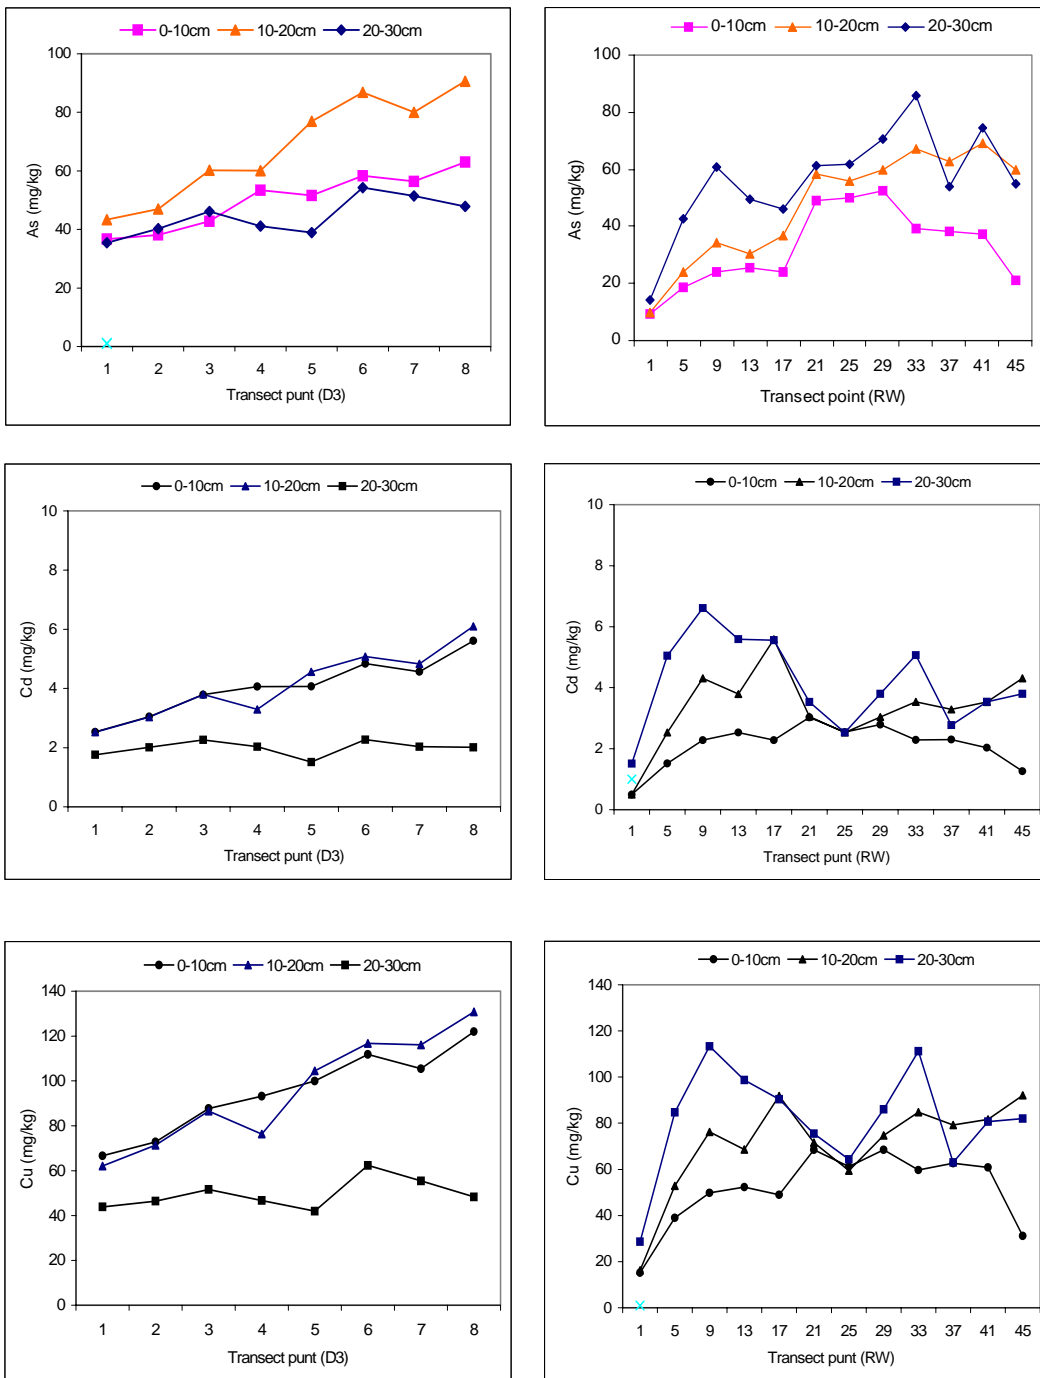 0-10cm 10-20cm 20-30cm
100
80
60
40
20
0
As (mg/kg)
1 2 3 4 5 6 7 8
Transect punt (D3)
0-10cm 10-20cm 20-30cm
100
80
60
40
20
0
As (mg/kg)
1 5 9 13 17 21 25 29 33 37 41 45
Transect point (RW)
0-10cm 10-20cm 20-30cm
10
8
6
4
2
0
Cd (mg/kg)
1 2 3 4 5 6 7 8
Transect punt (D3)
0-10cm 10-20cm 20-30cm
10
8
6
4
2
0
Cd (mg/kg)
1 5 9 13 17 21 25 29 33 37 41 45
Transect punt (RW)
0-10cm 10-20cm 20-30cm
140
120
100
80
60
40
20
0
Cu (mg/kg)
1 2 3 4 5 6 7 8
Transect punt (D3)
0-10cm 10-20cm 20-30cm
140
120
100
80
60
40
20
0
Cu (mg/kg)
1 5 9 13 17 21 25 29 33 37 41 45
Transect punt (RW)